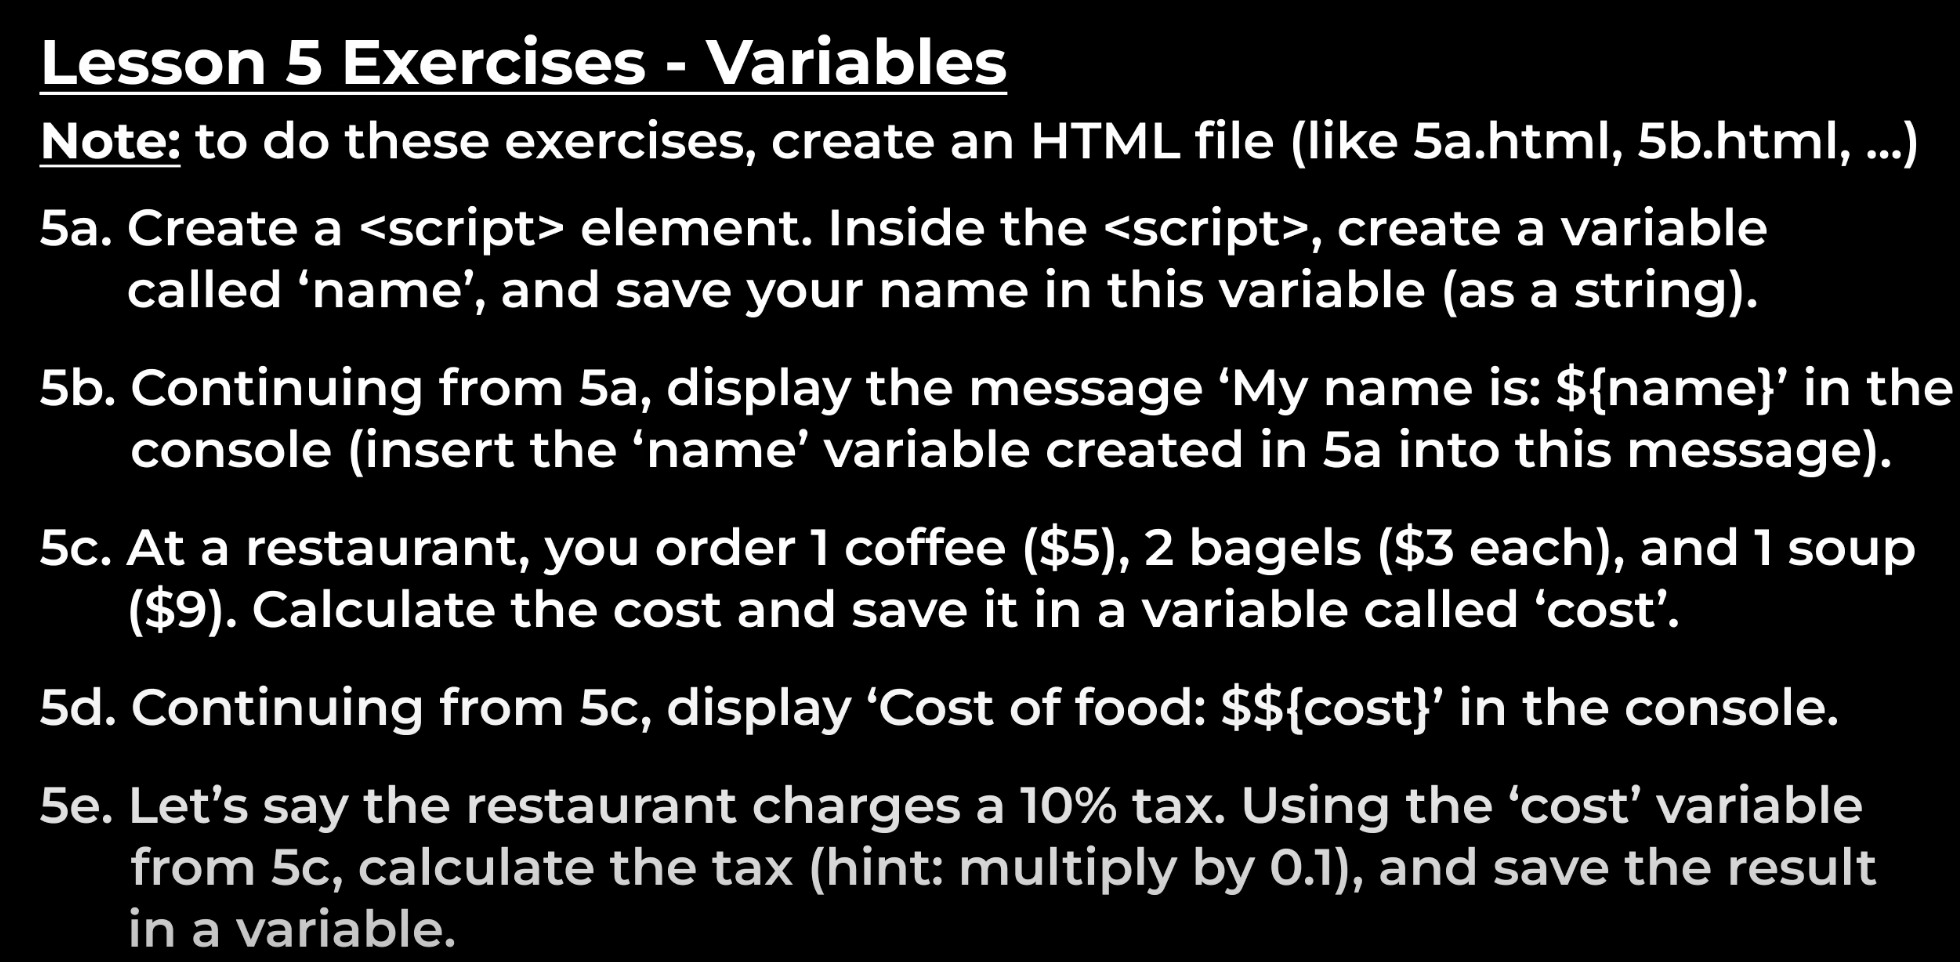 Lesson 5 Exercises - Variables
Note: to do these exercises, create an HTML file (like 5a.html, 5b.html, ...)
5a. Create a <script> element. Inside the <script>, create a variable
called ‘name’, and save your name in this variable (as a string).
5b. Continuing from 5a, display the message ‘My name is: ${name}’ in the
console (insert the ‘name’ variable created in 5a into this message).
5c. At a restaurant, you order 1 coffee ($5), 2 bagels ($3 each), and 1 soup
($9). Calculate the cost and save it in a variable called ‘cost’.
5d. Continuing from 5c, display ‘Cost of food: $${cost}’ in the console.
5e. Let’s say the restaurant charges a 10% tax. Using the ‘cost’ variable
from 5c, calculate the tax (hint: multiply by 0.1), and save the result
in a variable.